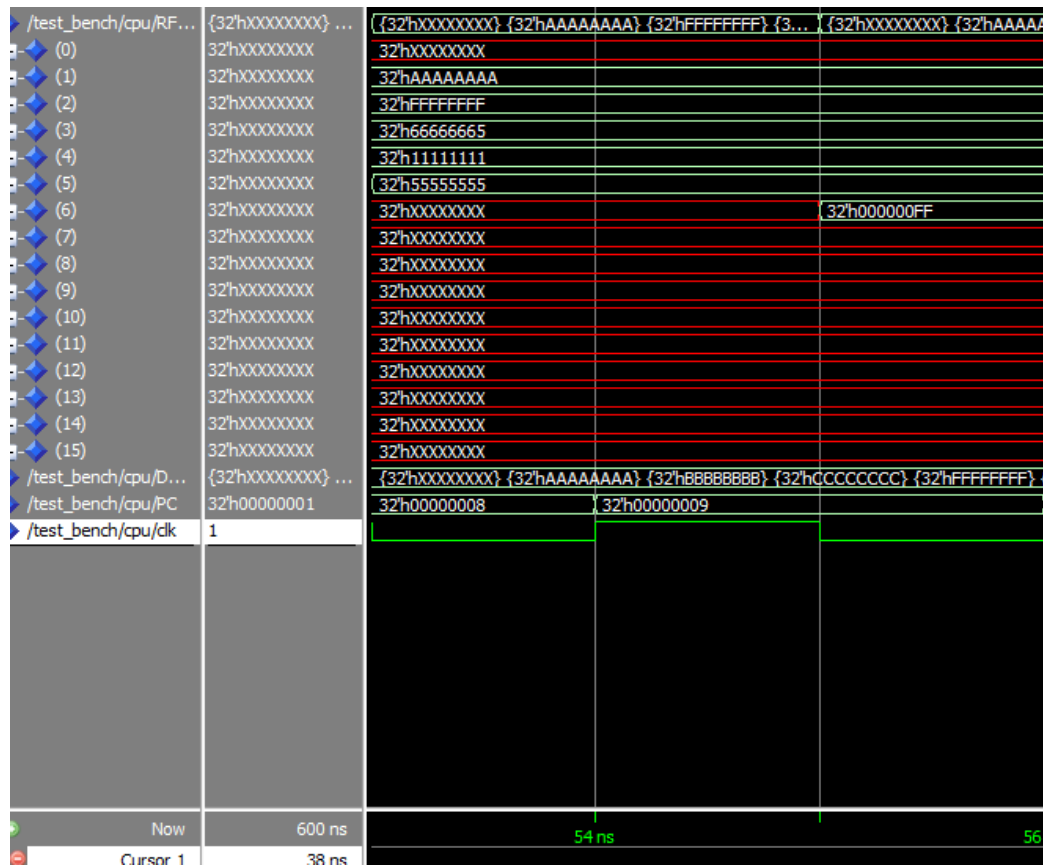 /test_bench/cpu/RF... {32'hXXXXXXXX} ... {32'hXXXXXXXX} {32'hAAAAAAAA} {32'hFFFFFFFF} {3... {32'hXXXXXXXX} {32'hAAAAA
(0) 32'hXXXXXXXX 32'hXXXXXXXX
(1) 32'hXXXXXXXX 32'hAAAAAAAA
(2) 32'hXXXXXXXX 32'hFFFFFFFF
(3) 32'hXXXXXXXX 32'h66666665
(4) 32'hXXXXXXXX 32'h11111111
(5) 32'hXXXXXXXX 32'h55555555
(6) 32'hXXXXXXXX 32'hXXXXXXXX 32'h000000FF
(7) 32'hXXXXXXXX 32'hXXXXXXXX
(8) 32'hXXXXXXXX 32'hXXXXXXXX
(9) 32'hXXXXXXXX 32'hXXXXXXXX
(10) 32'hXXXXXXXX 32'hXXXXXXXX
(11) 32'hXXXXXXXX 32'hXXXXXXXX
(12) 32'hXXXXXXXX 32'hXXXXXXXX
(13) 32'hXXXXXXXX 32'hXXXXXXXX
(14) 32'hXXXXXXXX 32'hXXXXXXXX
(15) 32'hXXXXXXXX 32'hXXXXXXXX
/test_bench/cpu/D... {32'hXXXXXXXX} ... {32'hXXXXXXXX} {32'hAAAAAAAA} {32'hBBBBBBBB} {32'hCCCCCCCC} {32'hFFFFFFFF} {
/test_bench/cpu/PC 32'h00000001 32'h00000008 32'h00000009
/test_bench/cpu/clk 1
Now 600 ns 54 ns 56
Cursor 1 38 ns